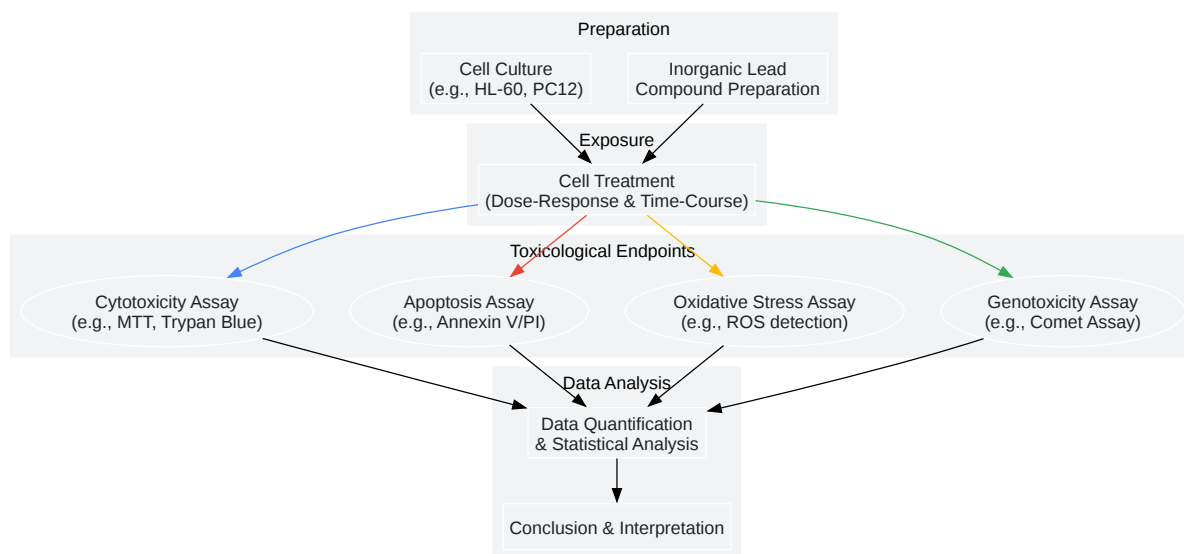 Preparation
Cell Culture
(e.g., HL-60, PC12)
Inorganic Lead
Compound Preparation
Exposure
Cell Treatment
(Dose-Response & Time-Course)
Toxicological Endpoints
Cytotoxicity Assay
(e.g., MTT, Trypan Blue)
Apoptosis Assay
(e.g., Annexin V/PI)
Oxidative Stress Assay
(e.g., ROS detection)
Genotoxicity Assay
(e.g., Comet Assay)
Data Analysis
Data Quantification
& Statistical Analysis
Conclusion & Interpretation